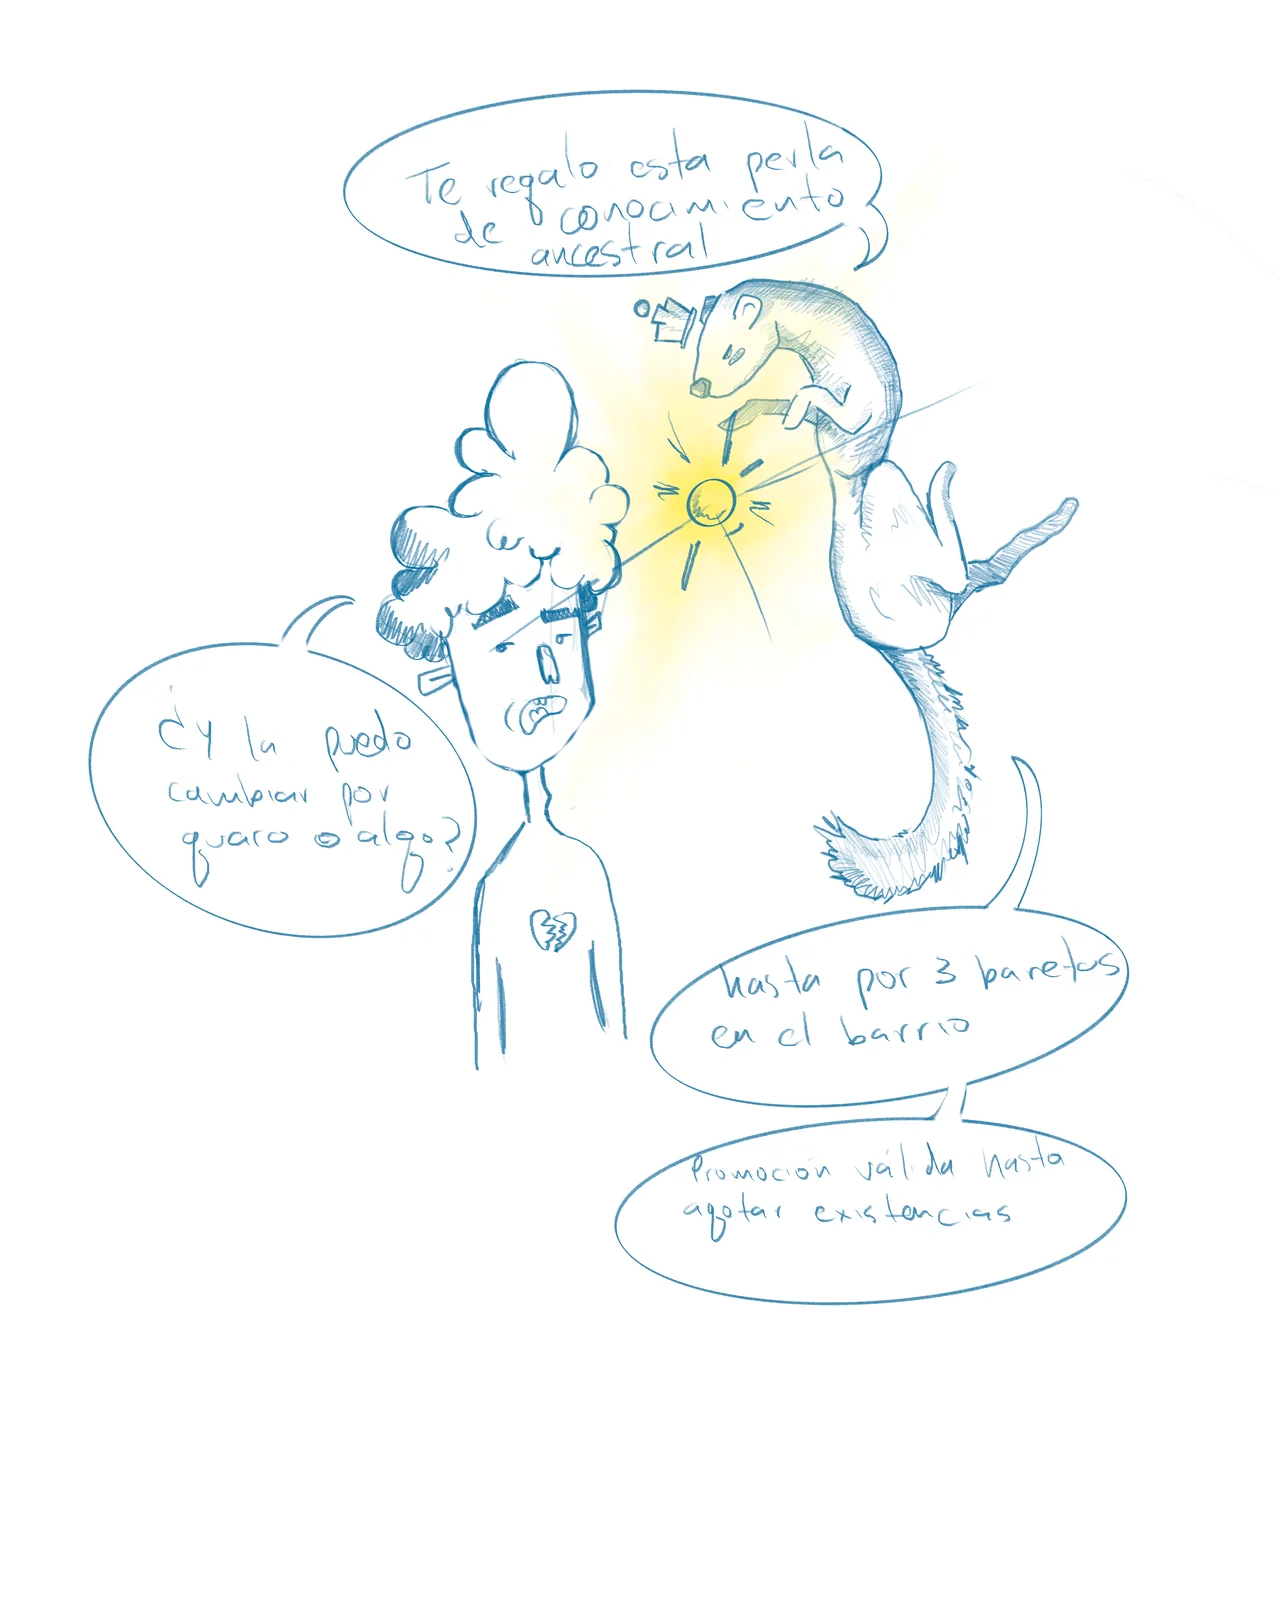 Te regalo esta perla
de conocimiento
ancestral
¿Y la puedo
cambiar por
guaro o algo?
hasta por 3 baretos
en el barrio
Promoción válida hasta
agotar existencias